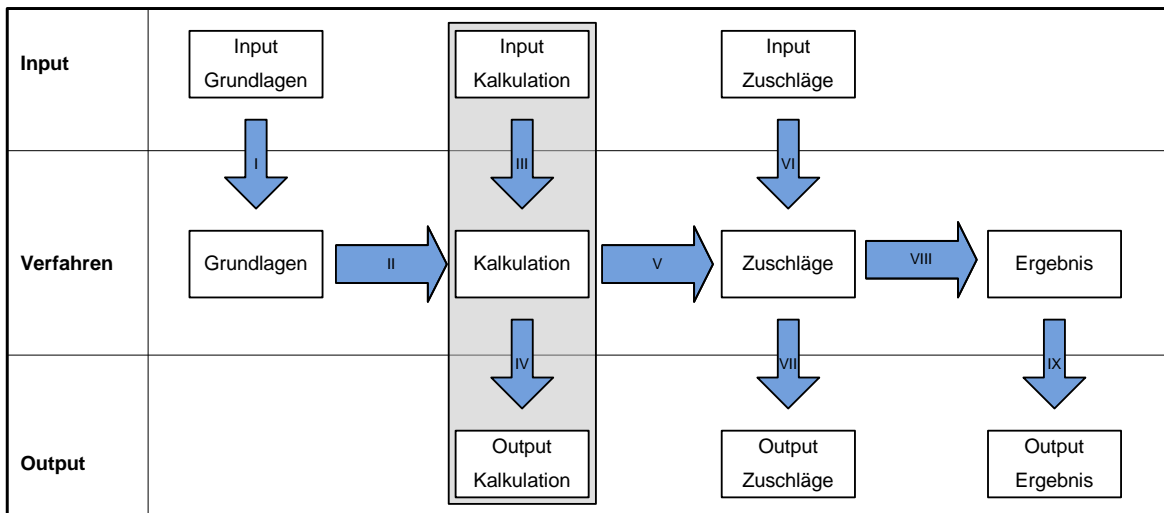 Input
Input
Grundlagen
Input
Kalkulation
Input
Zuschläge
I
III
VI
Verfahren
Grundlagen
II
Kalkulation
V
Zuschläge
VIII
Ergebnis
IV
VII
IX
Output
Output
Kalkulation
Output
Zuschläge
Output
Ergebnis